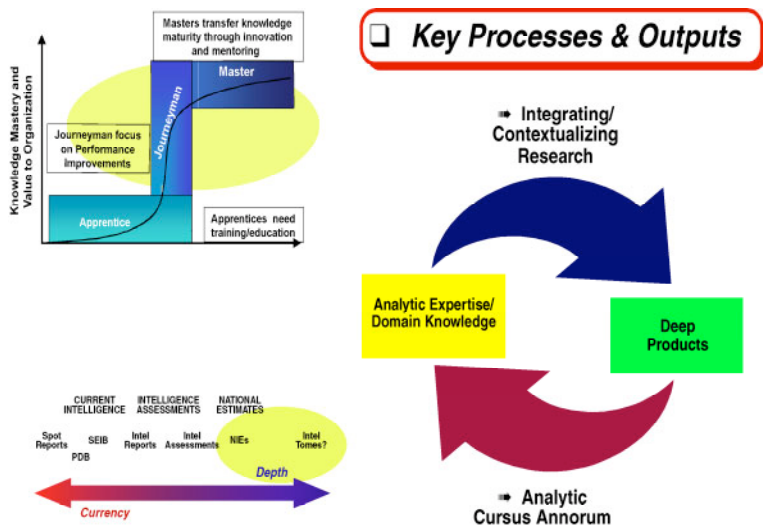 Masters transfer knowledge
maturity through innovation
and mentoring
Master
Journeyman
Journeyman focus
on Performance
Improvements
Knowledge Mastery and
Value to Organization
Apprentice
Apprentices need
training/education
❑ Key Processes & Outputs
➠ Integrating/
Contextualizing
Research
Analytic Expertise/
Domain Knowledge
Deep
Products
➠ Analytic
Cursus Annorum
CURRENT
INTELLIGENCE
INTELLIGENCE
ASSESSMENTS
NATIONAL
ESTIMATES
Spot
Reports
SEIB
PDB
Intel
Reports
Intel
Assessments
NIEs
Intel
Tomes?
Depth
Currency